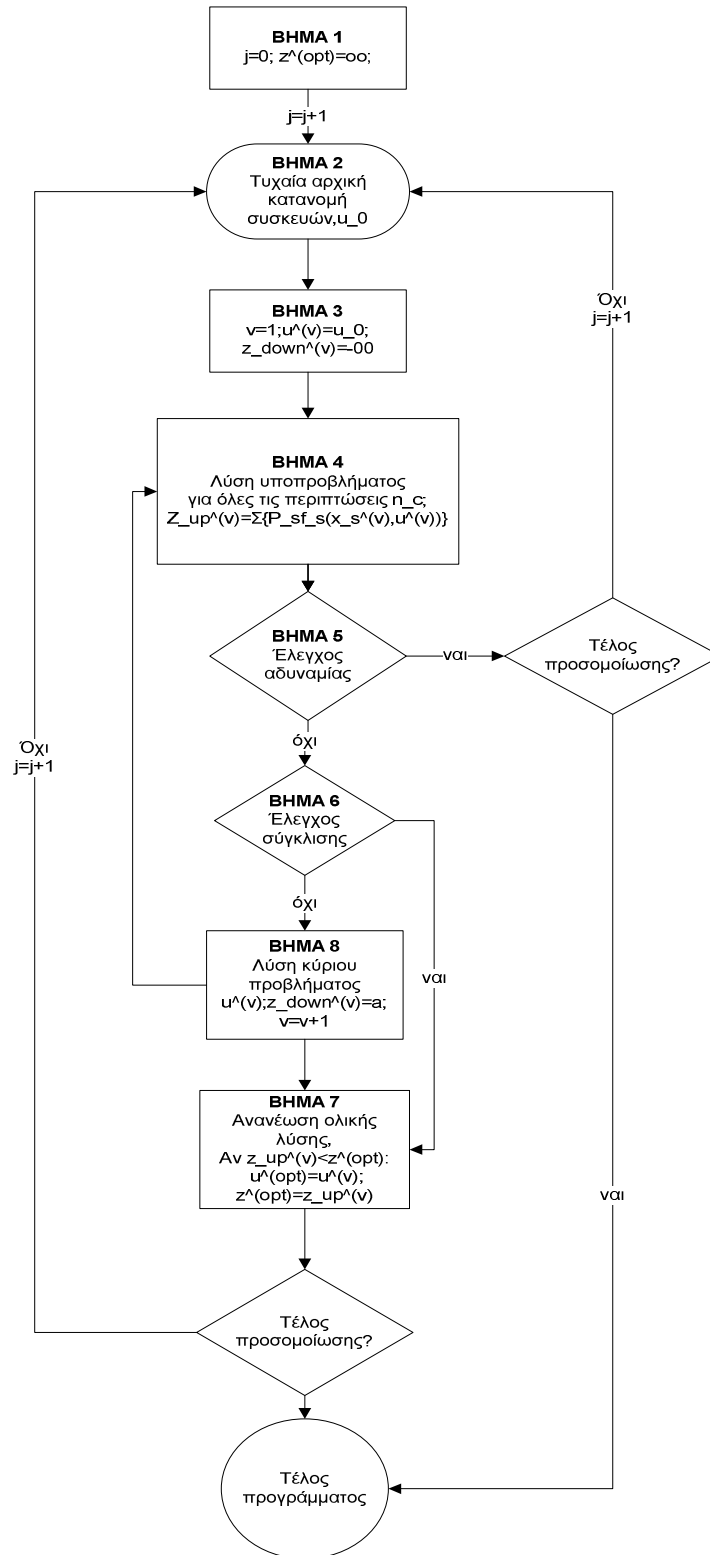 ΒΗΜΑ 1
j=0; z^(opt)=oo;
j=j+1
ΒΗΜΑ 2
Τυχαία αρχική
κατανομή
συσκευών,u_0
ΒΗΜΑ 3
v=1;u^(v)=u_0;
z_down^(v)=-00
Όχι
j=j+1
ΒΗΜΑ 4
Λύση υποπροβλήματος
για όλες τις περιπτώσεις n_c;
Z_up^(v)=Σ{P_sf_s(x_s^(v),u^(v))}
ΒΗΜΑ 5
Έλεγχος
αδυναμίας
ναι
Τέλος
προσομοίωσης?
όχι
Όχι
j=j+1
ΒΗΜΑ 6
Έλεγχος
σύγκλισης
όχι
ΒΗΜΑ 8
Λύση κύριου
προβλήματος
u^(v);z_down^(v)=a;
v=v+1
ναι
ΒΗΜΑ 7
Ανανέωση ολικής
λύσης,
Αν z_up^(v)<z^(opt):
u^(opt)=u^(v);
z^(opt)=z_up^(v)
ναι
Τέλος
προσομοίωσης?
Τέλος
προγράμματος